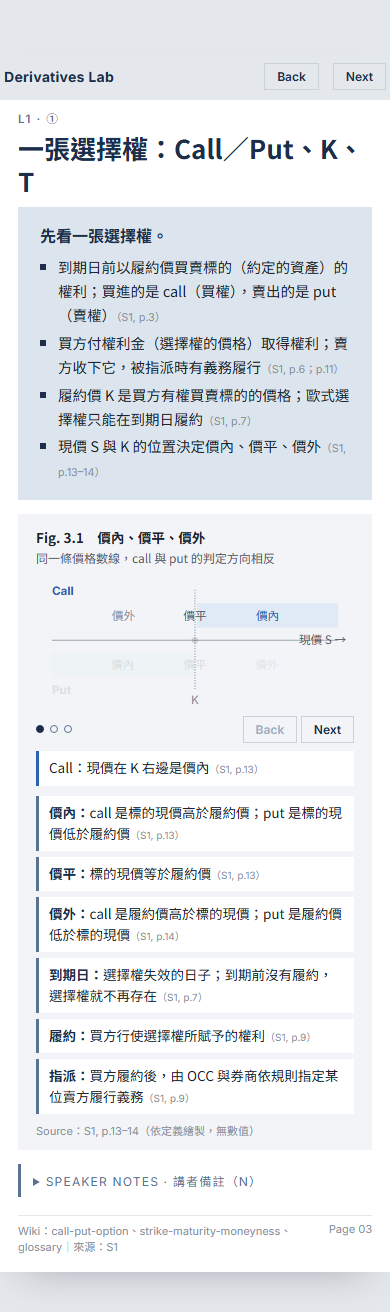 Derivatives Lab
Back
Next
L1 · ①
一張選擇權：Call／Put、K、
T
先看一張選擇權。
到期日前以履約價買賣標的（約定的資產）的
權利；買進的是 call（買權），賣出的是 put
（賣權）（S1, p.3）
買方付權利金（選擇權的價格）取得權利；賣
方收下它，被指派時有義務履行（S1, p.6；p.11）
履約價 K 是買方有權買賣標的的價格；歐式選
擇權只能在到期日履約（S1, p.7）
現價 S 與 K 的位置決定價內、價平、價外（S1,
p.13–14）
Fig. 3.1 價內、價平、價外
同一條價格數線，call 與 put 的判定方向相反
Call
價外 價平 價內
現價 S →
價內 價平 價外
Put
K
Back
Next
Call：現價在 K 右邊是價內（S1, p.13）
價內：call 是標的現價高於履約價；put 是標的現
價低於履約價（S1, p.13）
價平：標的現價等於履約價（S1, p.13）
價外：call 是履約價高於標的現價；put 是履約價
低於標的現價（S1, p.14）
到期日：選擇權失效的日子；到期前沒有履約，
選擇權就不再存在（S1, p.7）
履約：買方行使選擇權所賦予的權利（S1, p.9）
指派：買方履約後，由 OCC 與券商依規則指定某
位賣方履行義務（S1, p.9）
Source：S1, p.13–14（依定義繪製，無數值）
▶ SPEAKER NOTES · 講者備註（N）
Wiki：call-put-option、strike-maturity-moneyness、
glossary｜來源：S1
Page 03